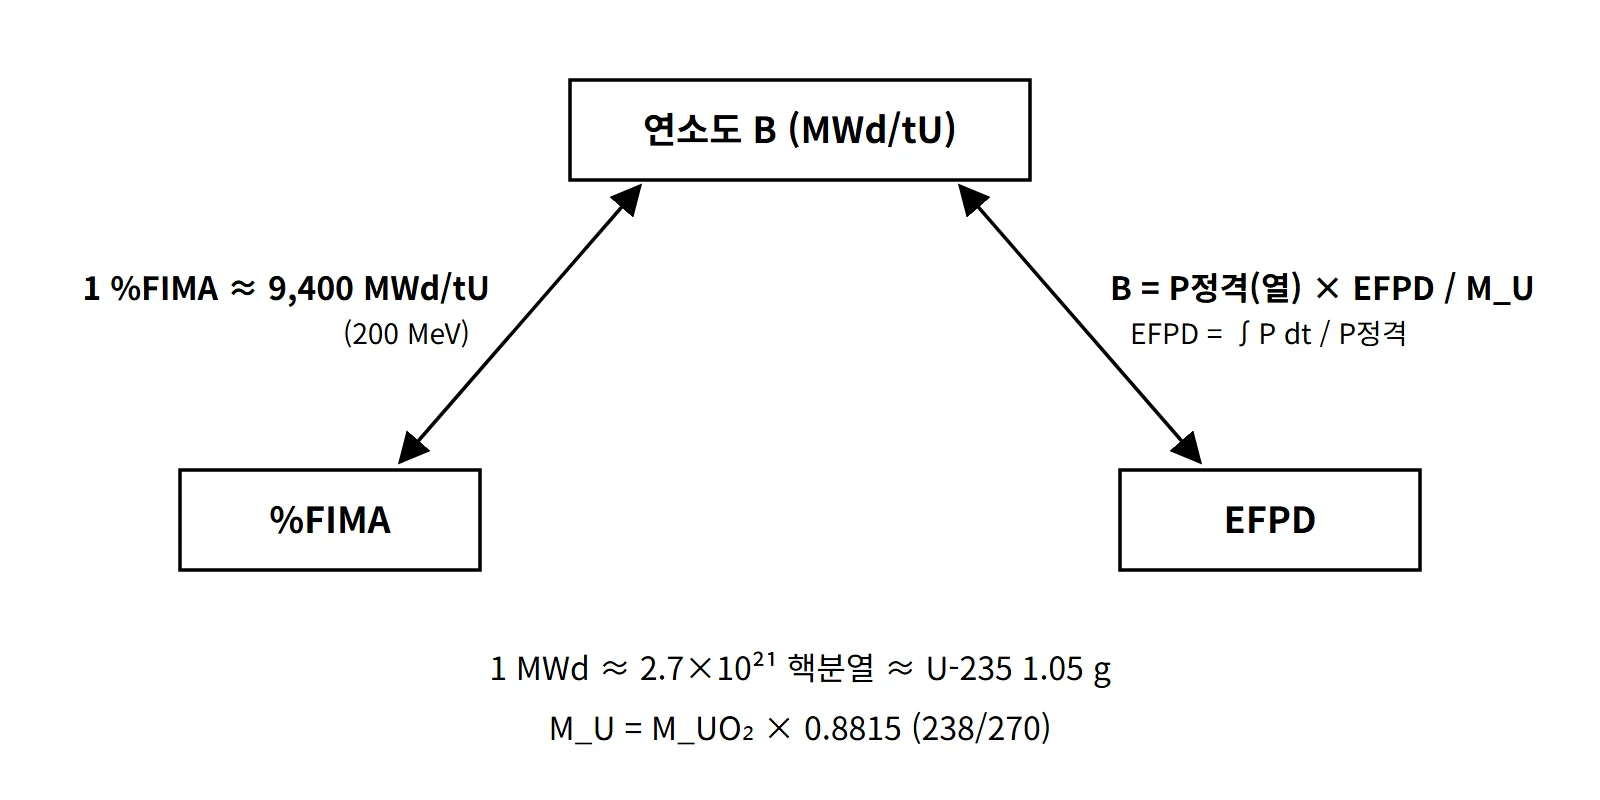 연소도 B (MWd/tU)
1 %FIMA ≈ 9,400 MWd/tU
(200 MeV)
B = P정격(열) × EFPD / M_U
EFPD = ∫ P dt / P정격
%FIMA
EFPD
1 MWd ≈ 2.7×10²¹ 핵분열 ≈ U-235 1.05 g
M_U = M_UO₂ × 0.8815 (238/270)